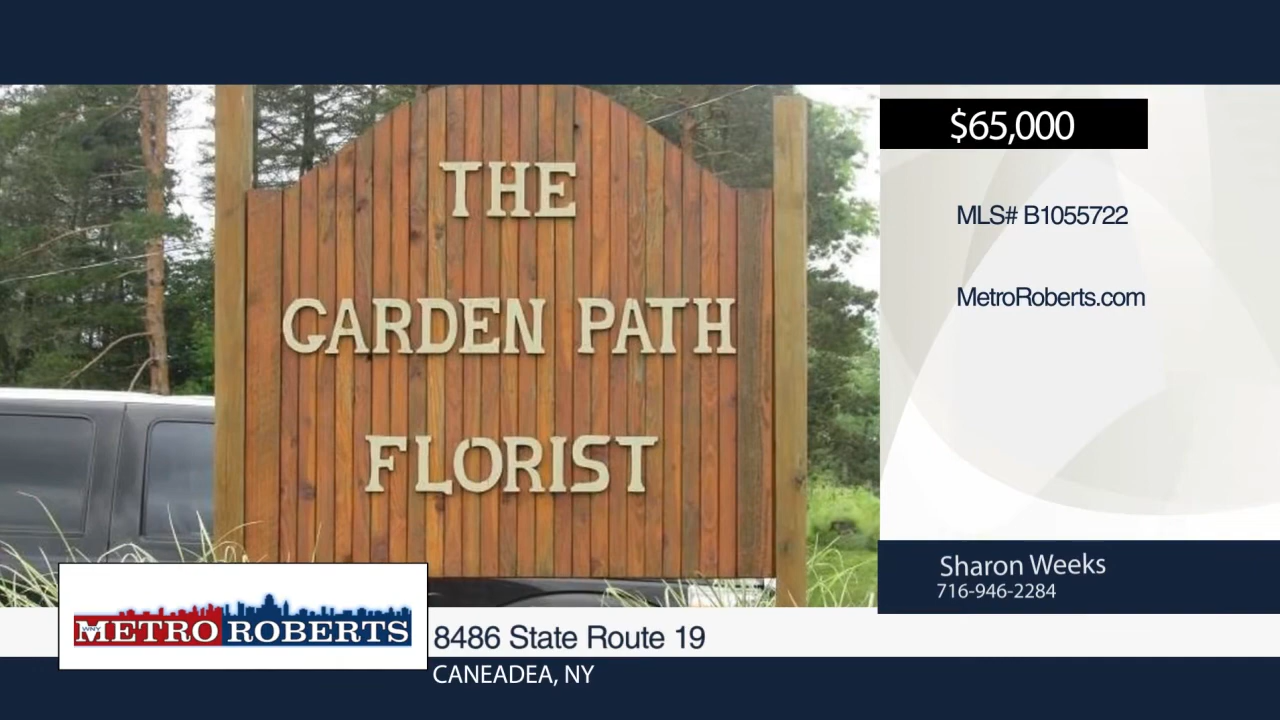 THE
GARDEN PATH
FLORIST
$65,000
MLS# B1055722
MetroRoberts.com
Sharon Weeks
716-946-2284
WNY
METRO ROBERTS
8486 State Route 19
CANEADEA, NY